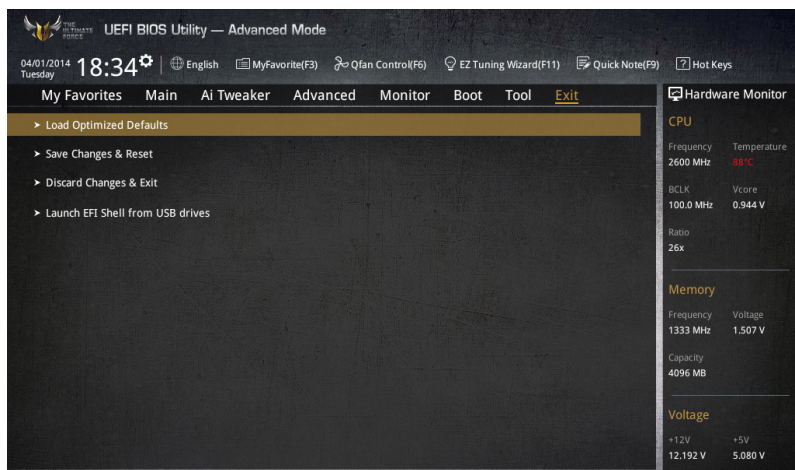 THE
ULTIMATE
FORCE
UEFI BIOS Utility — Advanced Mode
04/01/2014
Tuesday
18:34
English
MyFavorite(F3)
Qfan Control(F6)
EZ Tuning Wizard(F11)
Quick Note(F9)
? Hot Keys
My Favorites Main Ai Tweaker Advanced Monitor Boot Tool Exit
Load Optimized Defaults
Save Changes & Reset
Discard Changes & Exit
Launch EFI Shell from USB drives
Hardware Monitor
CPU
Frequency Temperature
2600 MHz 88°C
BCLK Vcore
100.0 MHz 0.944 V
Ratio
26x
Memory
Frequency Voltage
1333 MHz 1.507 V
Capacity
4096 MB
Voltage
+12V +5V
12.192 V 5.080 V